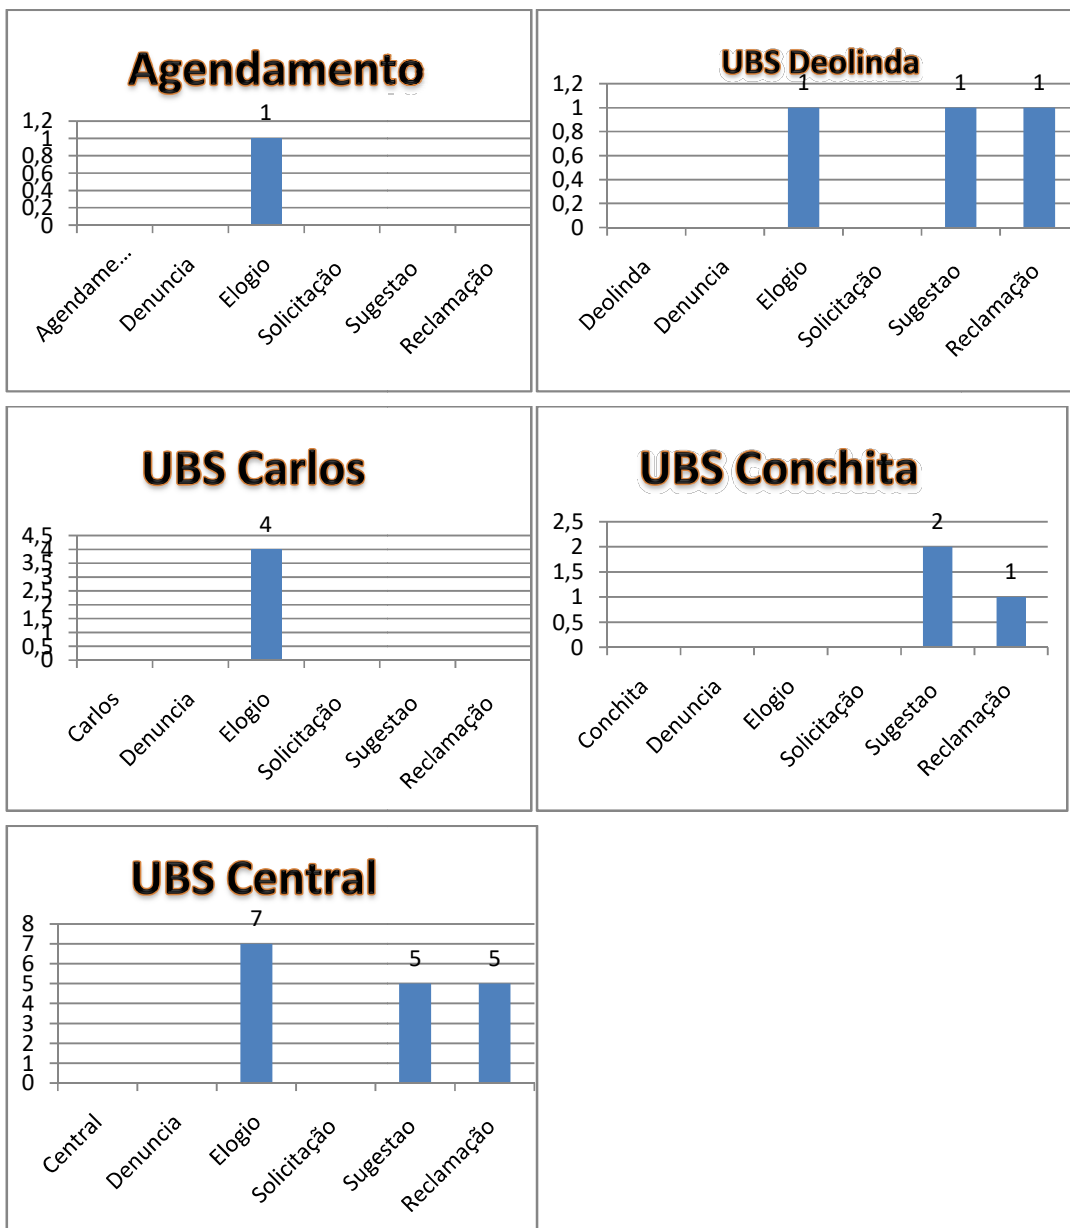 Agendamento
1
1,2
1
0,8
0,6
0,4
0,2
0
Agendame...
Denuncia
Elogio
Solicitação
Sugestao
Reclamação
UBS Deolinda
1
1
1
1,2
1
0,8
0,6
0,4
0,2
0
Deolinda
Denuncia
Elogio
Solicitação
Sugestao
Reclamação
UBS Carlos
4
4,5
4
3,5
3
2,5
2
1,5
1
0,5
0
Carlos
Denuncia
Elogio
Solicitação
Sugestao
Reclamação
UBS Conchita
2
1
2,5
2
1,5
1
0,5
0
Conchita
Denuncia
Elogio
Solicitação
Sugestao
Reclamação
UBS Central
7
5
5
8
7
6
5
4
3
2
1
0
Central
Denuncia
Elogio
Solicitação
Sugestao
Reclamação